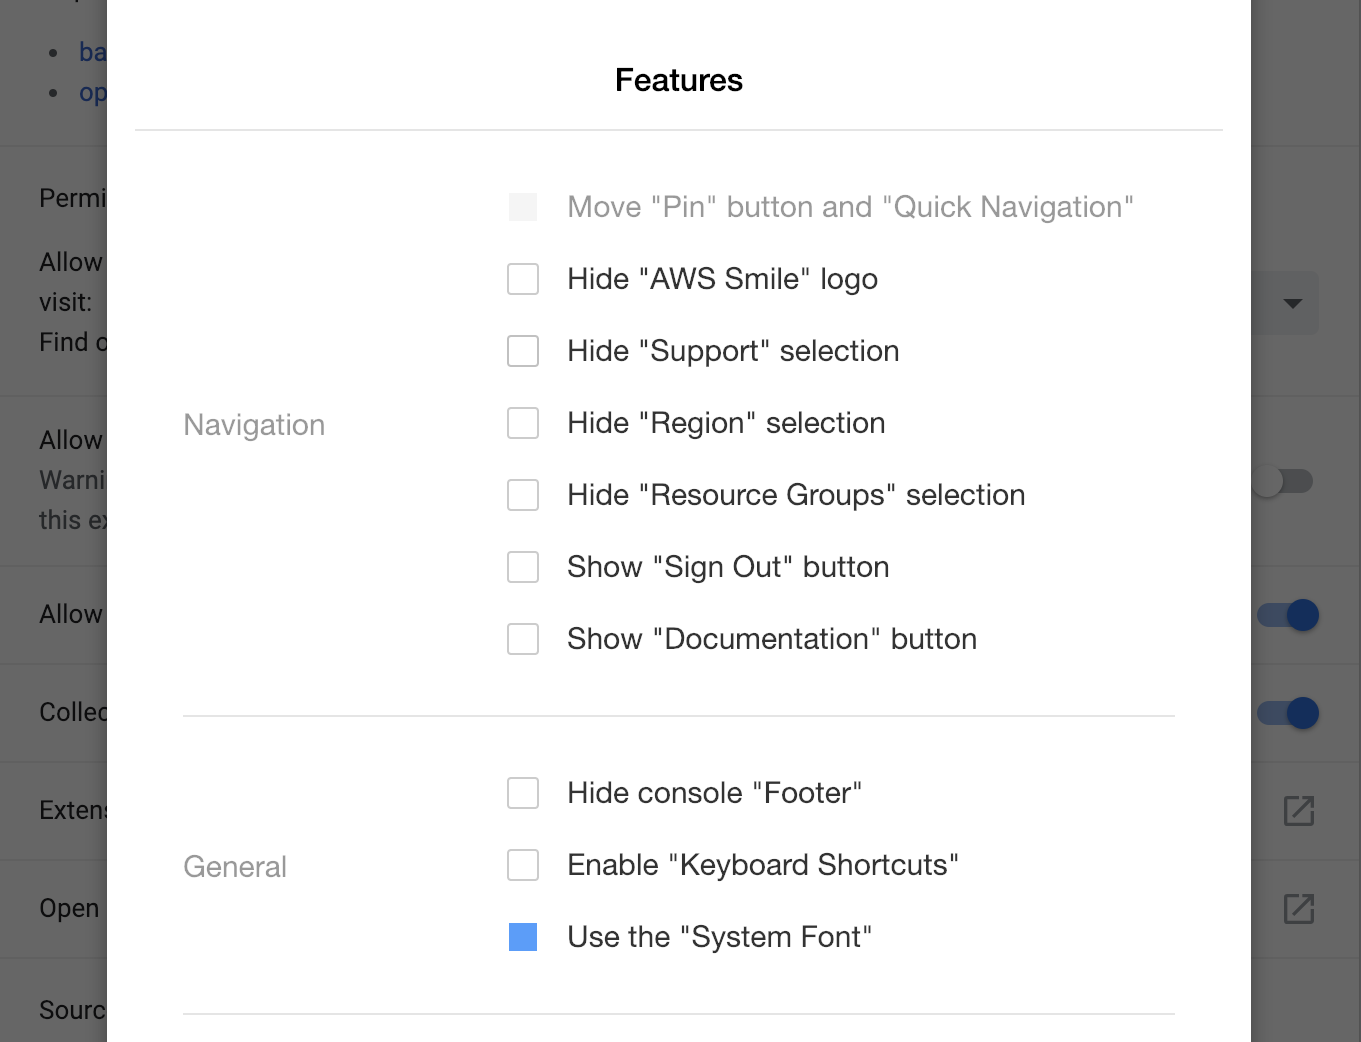 Features
Move "Pin" button and "Quick Navigation"
Hide "AWS Smile" logo
Hide "Support" selection
Navigation
Hide "Region" selection
Hide "Resource Groups" selection
Show "Sign Out" button
Show "Documentation" button
Hide console "Footer"
General
Enable "Keyboard Shortcuts"
Use the "System Font"
ba
op
Permi
Allow
visit:
Find o
Allow
Warni
this ex
Allow
Collec
Extens
Open
Sourc